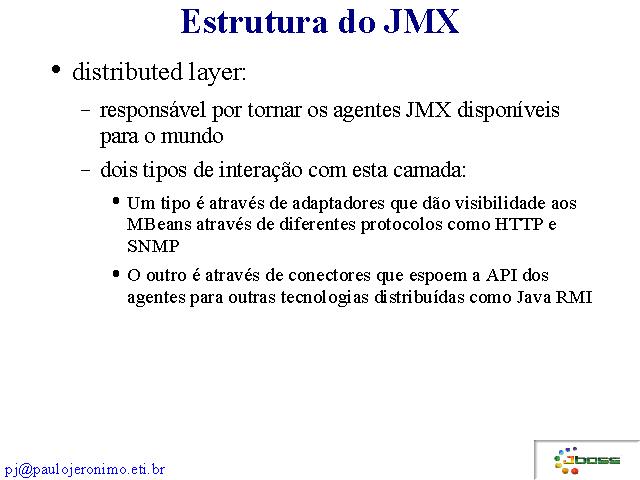 Estrutura do JMX
• distributed layer:
– responsável por tornar os agentes JMX disponíveis
para o mundo
– dois tipos de interação com esta camada:
• Um tipo é através de adaptadores que dão visibilidade aos
MBeans através de diferentes protocolos como HTTP e
SNMP
• O outro é através de conectores que espoem a API dos
agentes para outras tecnologias distribuídas como Java RMI
pj@paulojeronimo.eti.br
JBoss